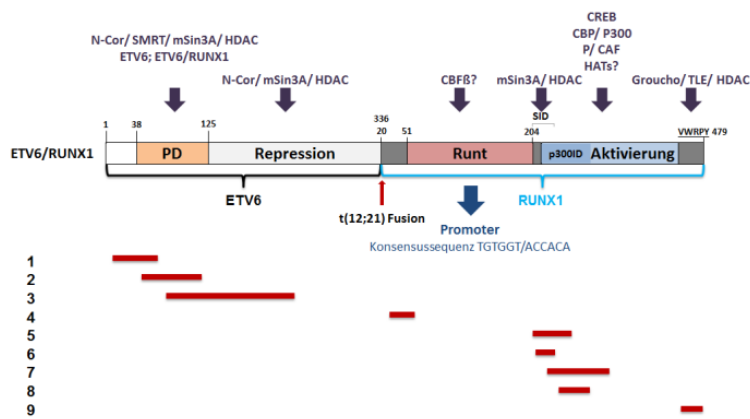 CREB
CBP/ P300
P/ CAF
HATs?
N-Cor/ SMRT/ mSin3A/ HDAC
ETV6; ETV6/RUNX1
N-Cor/ mSin3A/ HDAC
CBFß?
mSin3A/ HDAC
Groucho/ TLE/ HDAC
SID
1 38 125 336
20 51 204 VWRPY 479
ETV6/RUNX1 PD Repression Runt p300ID Aktivierung
ETV6 RUNX1
t(12;21) Fusion
Promoter
Konsensussequenz TGTGGT/ACCACA
1
2
3
4
5
6
7
8
9